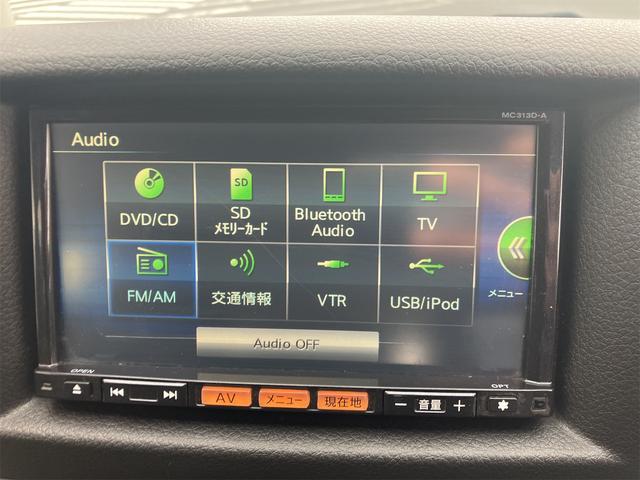 MC313D-A
Audio
DVD/CD
SD
SD
メモリーカード
Bluetooth
Audio
TV
FM/AM
交通情報
VTR
USB/iPod
メニュー
Audio OFF
OPEN
OPT
AV
メニュー
現在地
音量